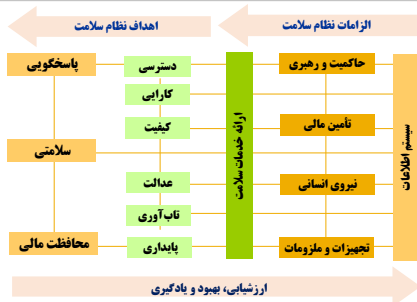 الزامات نظام سلامت
اهداف نظام سلامت
سیستم اطلاعات
حاکمیت و رهبری
تأمین مالی
نیروی انسانی
تجهیزات و ملزومات
ارائه خدمات سلامت
دسترسی
کارایی
کیفیت
عدالت
تاب‌آوری
پایداری
پاسخگویی
سلامتی
محافظت مالی
ارزشیابی، بهبود و یادگیری